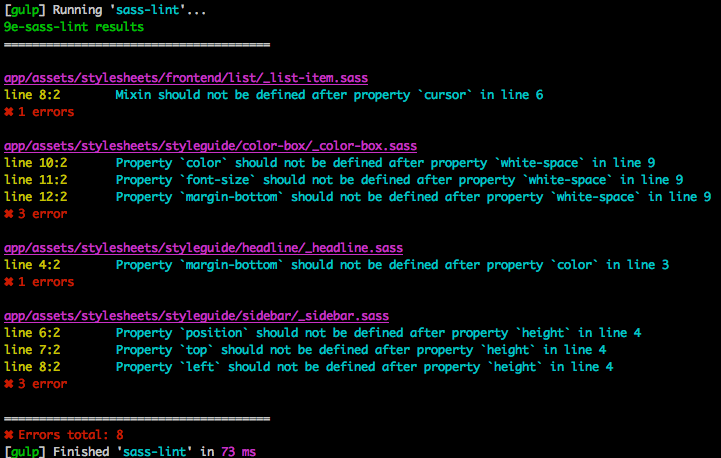 [gulp] Running 'sass-lint'...
9e-sass-lint results
======================================
app/assets/stylesheets/frontend/list/_list-item.sass
line 8:2 Mixin should not be defined after property `cursor` in line 6
✖ 1 errors
app/assets/stylesheets/styleguide/color-box/_color-box.sass
line 10:2 Property `color` should not be defined after property `white-space` in line 9
line 11:2 Property `font-size` should not be defined after property `white-space` in line 9
line 12:2 Property `margin-bottom` should not be defined after property `white-space` in line 9
✖ 3 error
app/assets/stylesheets/styleguide/headline/_headline.sass
line 4:2 Property `margin-bottom` should not be defined after property `color` in line 3
✖ 1 errors
app/assets/stylesheets/styleguide/sidebar/_sidebar.sass
line 6:2 Property `position` should not be defined after property `height` in line 4
line 7:2 Property `top` should not be defined after property `height` in line 4
line 8:2 Property `left` should not be defined after property `height` in line 4
✖ 3 error
======================================
✖ Errors total: 8
[gulp] Finished 'sass-lint' in 73 ms